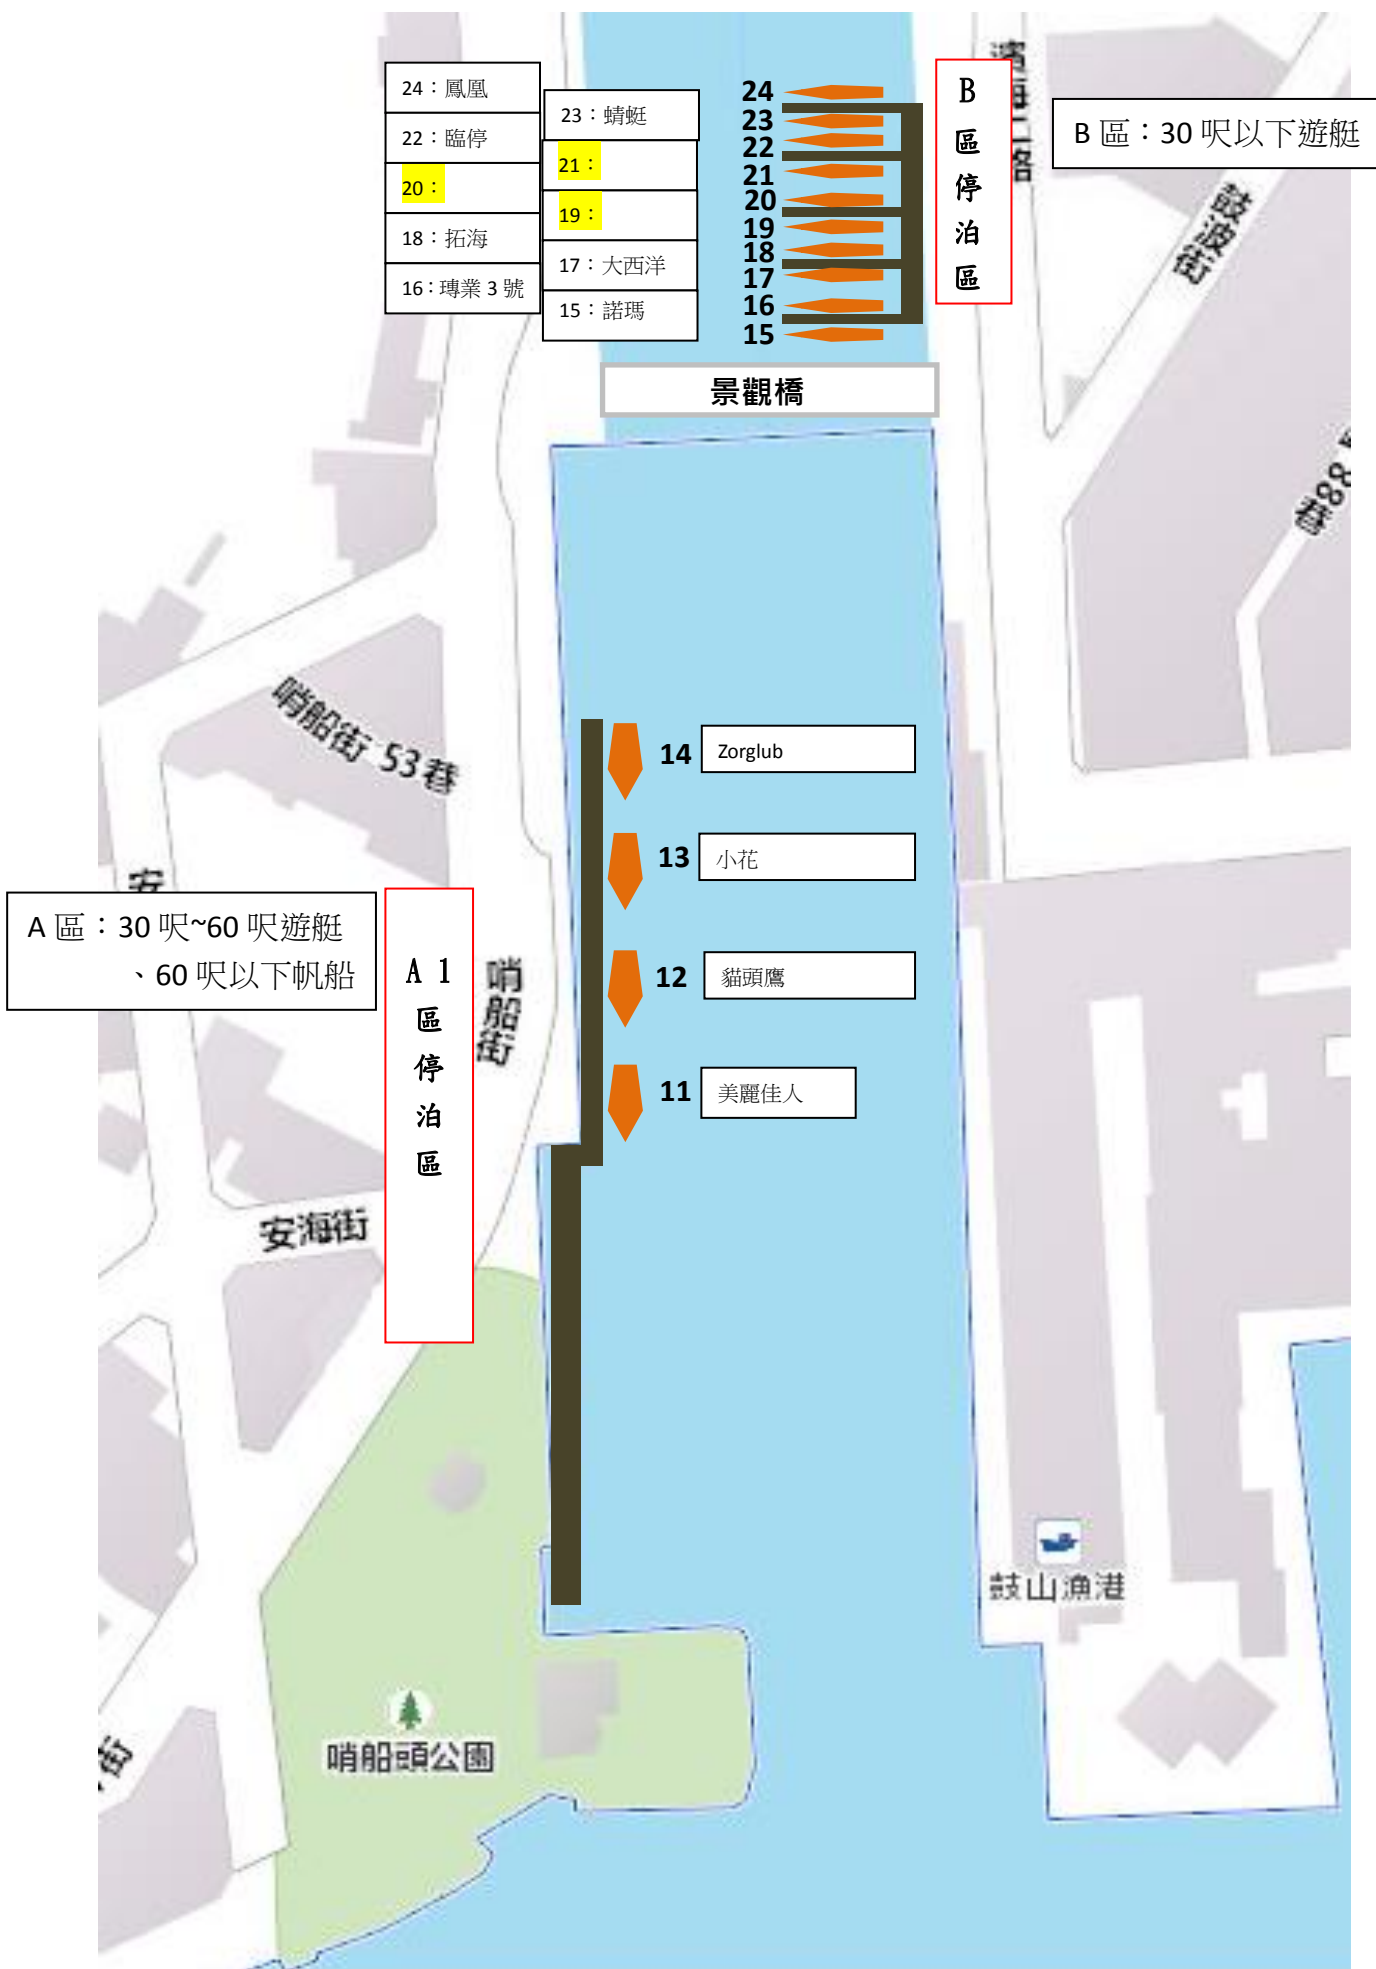 24：鳳凰
22：臨停
20：
18：拓海
16：瑼業 3 號
23：蜻蜓
21：
19：
17：大西洋
15：諾瑪
24
23
22
21
20
19
18
17
16
15
B
區
停
泊
區
B 區：30 呎以下遊艇
鼓波街
景觀橋
哨船街 53巷
14
Zorglub
13
小花
12
貓頭鷹
11
美麗佳人
安
A 區：30 呎~60 呎遊艇
、60 呎以下帆船
A 1
區
停
泊
區
哨船街
安海街
鼓山漁港
哨船頭公園
街